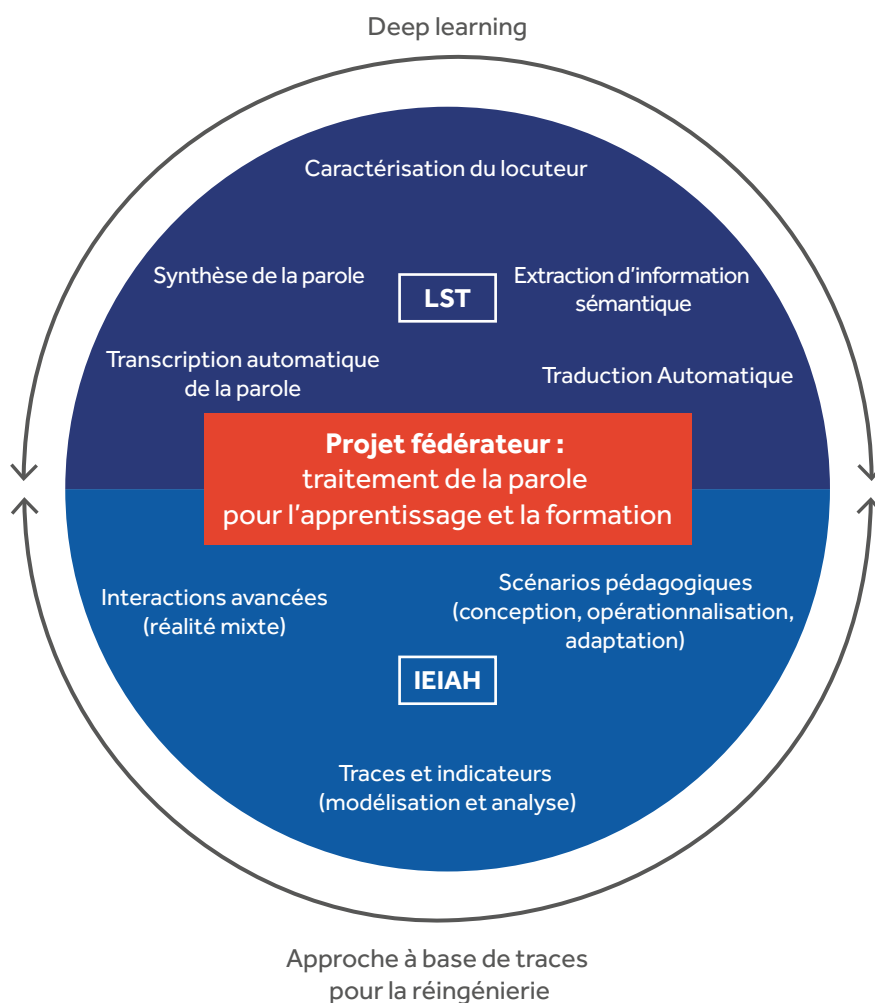 Deep learning
Caractérisation du locuteur
Synthèse de la parole
LST
Extraction d'information
sémantique
Transcription automatique
de la parole
Traduction Automatique
Projet fédérateur :
traitement de la parole
pour l'apprentissage et la formation
Interactions avancées
(réalité mixte)
Scénarios pédagogiques
(conception, opérationnalisation,
adaptation)
IEIAH
Traces et indicateurs
(modélisation et analyse)
Approche à base de traces
pour la réingénierie